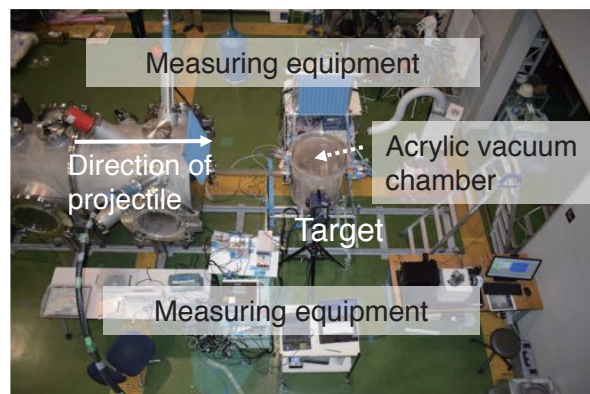 Measuring equipment
Direction of
projectile
Acrylic vacuum
chamber
Target
Measuring equipment